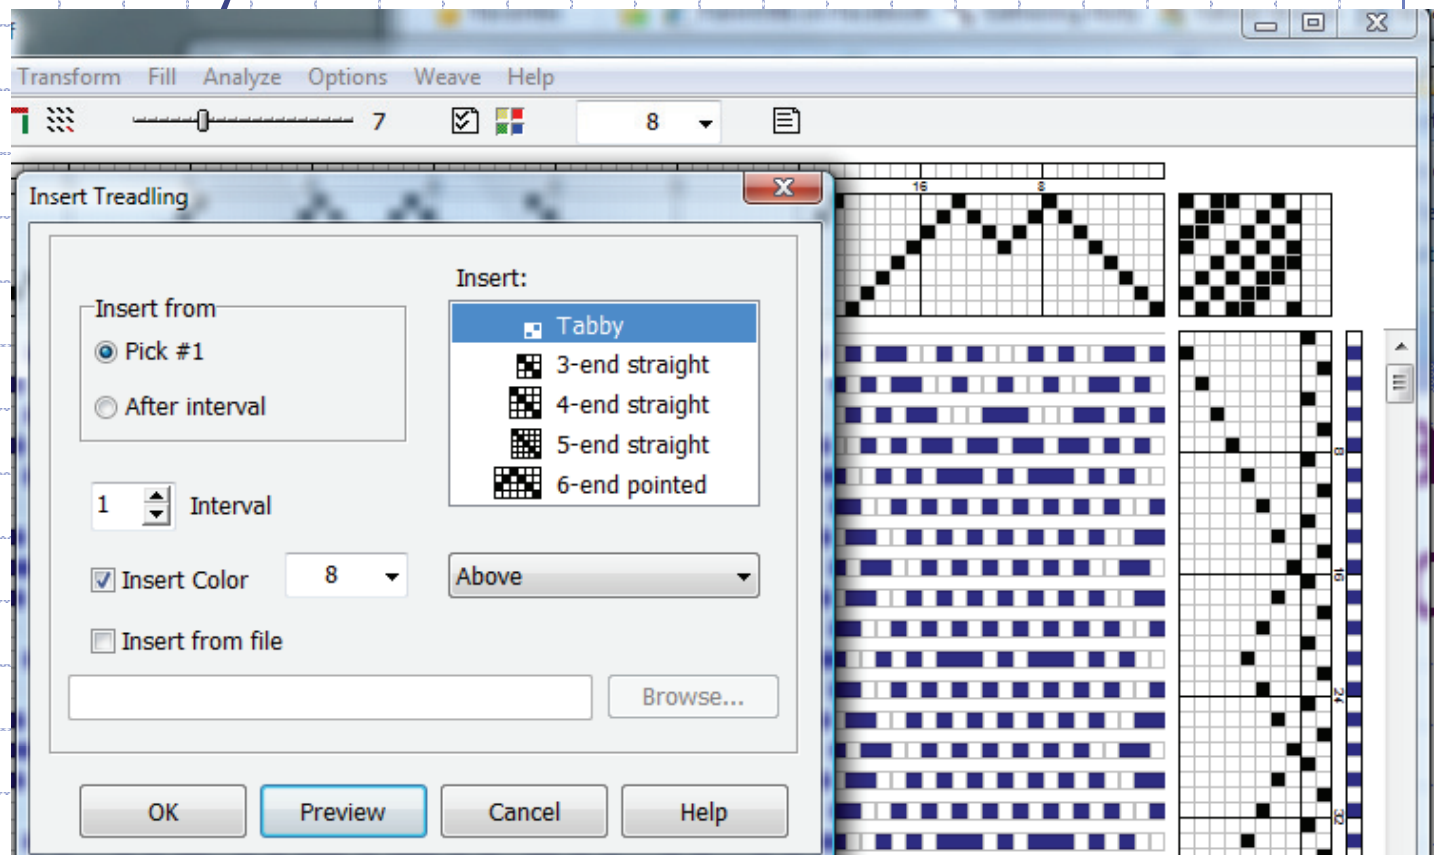 Transform Fill Analyze Options Weave Help
7 8
Insert Treadling
16 8
Insert:
Insert from
Pick #1
After interval
Tabby
3-end straight
4-end straight
5-end straight
6-end pointed
1 Interval
Insert Color 8
Above
Insert from file
Browse...
OK Preview Cancel Help
8
16
24
32